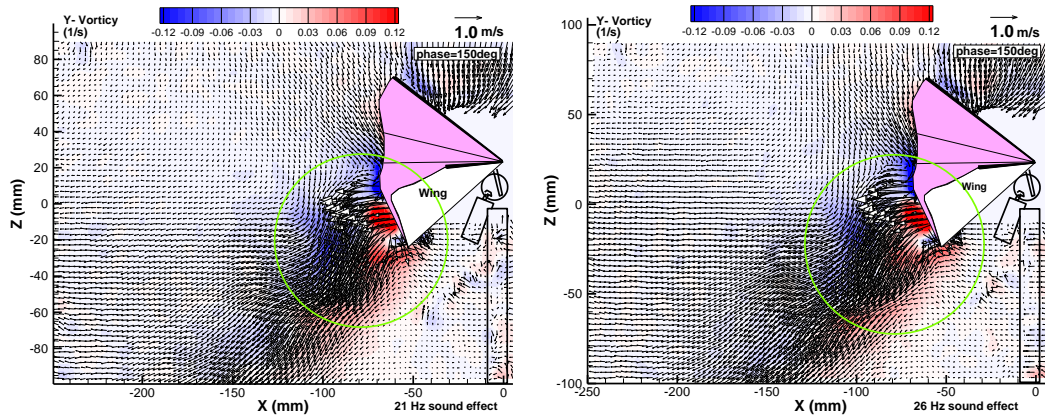 Y- Vorticy
(1/s)
-0.12 -0.09 -0.06 -0.03 0 0.03 0.06 0.09 0.12
1.0 m/s
phase=150deg
Wing
Z (mm)
80
60
40
20
0
-20
-40
-60
-80
-200 -150 -100 -50 0
X (mm)
21 Hz sound effect
Y- Vorticy
(1/s)
-0.12 -0.09 -0.06 -0.03 0 0.03 0.06 0.09 0.12
1.0 m/s
phase=150deg
Wing
Z (mm)
100
50
0
-50
-100
-250 -200 -150 -100 -50 0
X (mm)
26 Hz sound effect